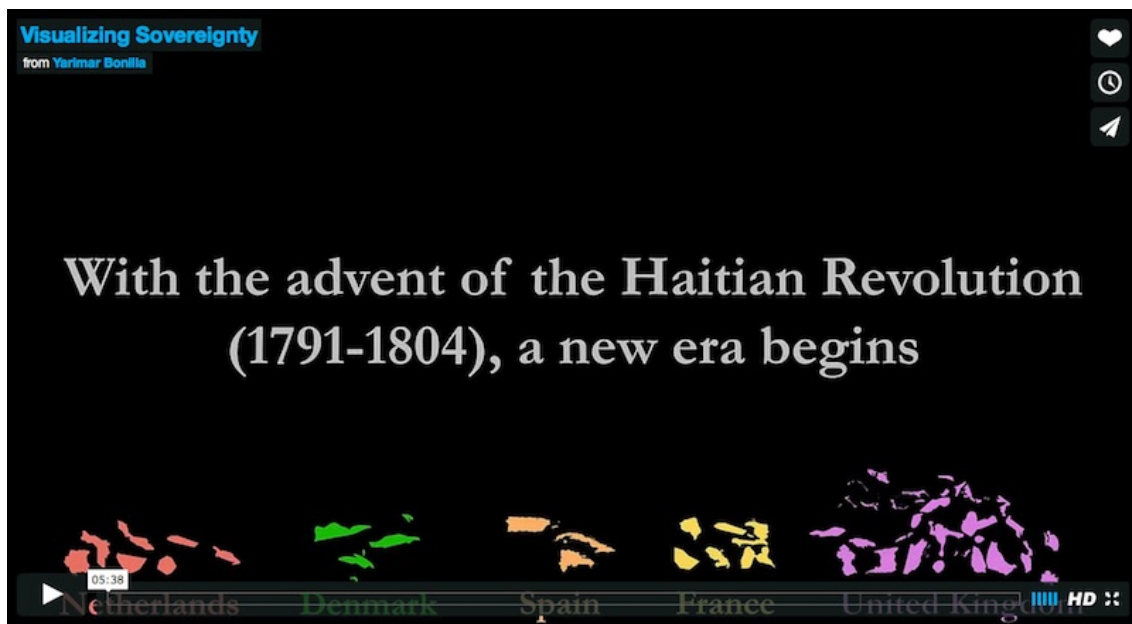 Visualizing Sovereignty
from Yarimar Bonilla
With the advent of the Haitian Revolution
(1791-1804), a new era begins
05:38
Netherlands Denmark Spain France United Kingdom
HD